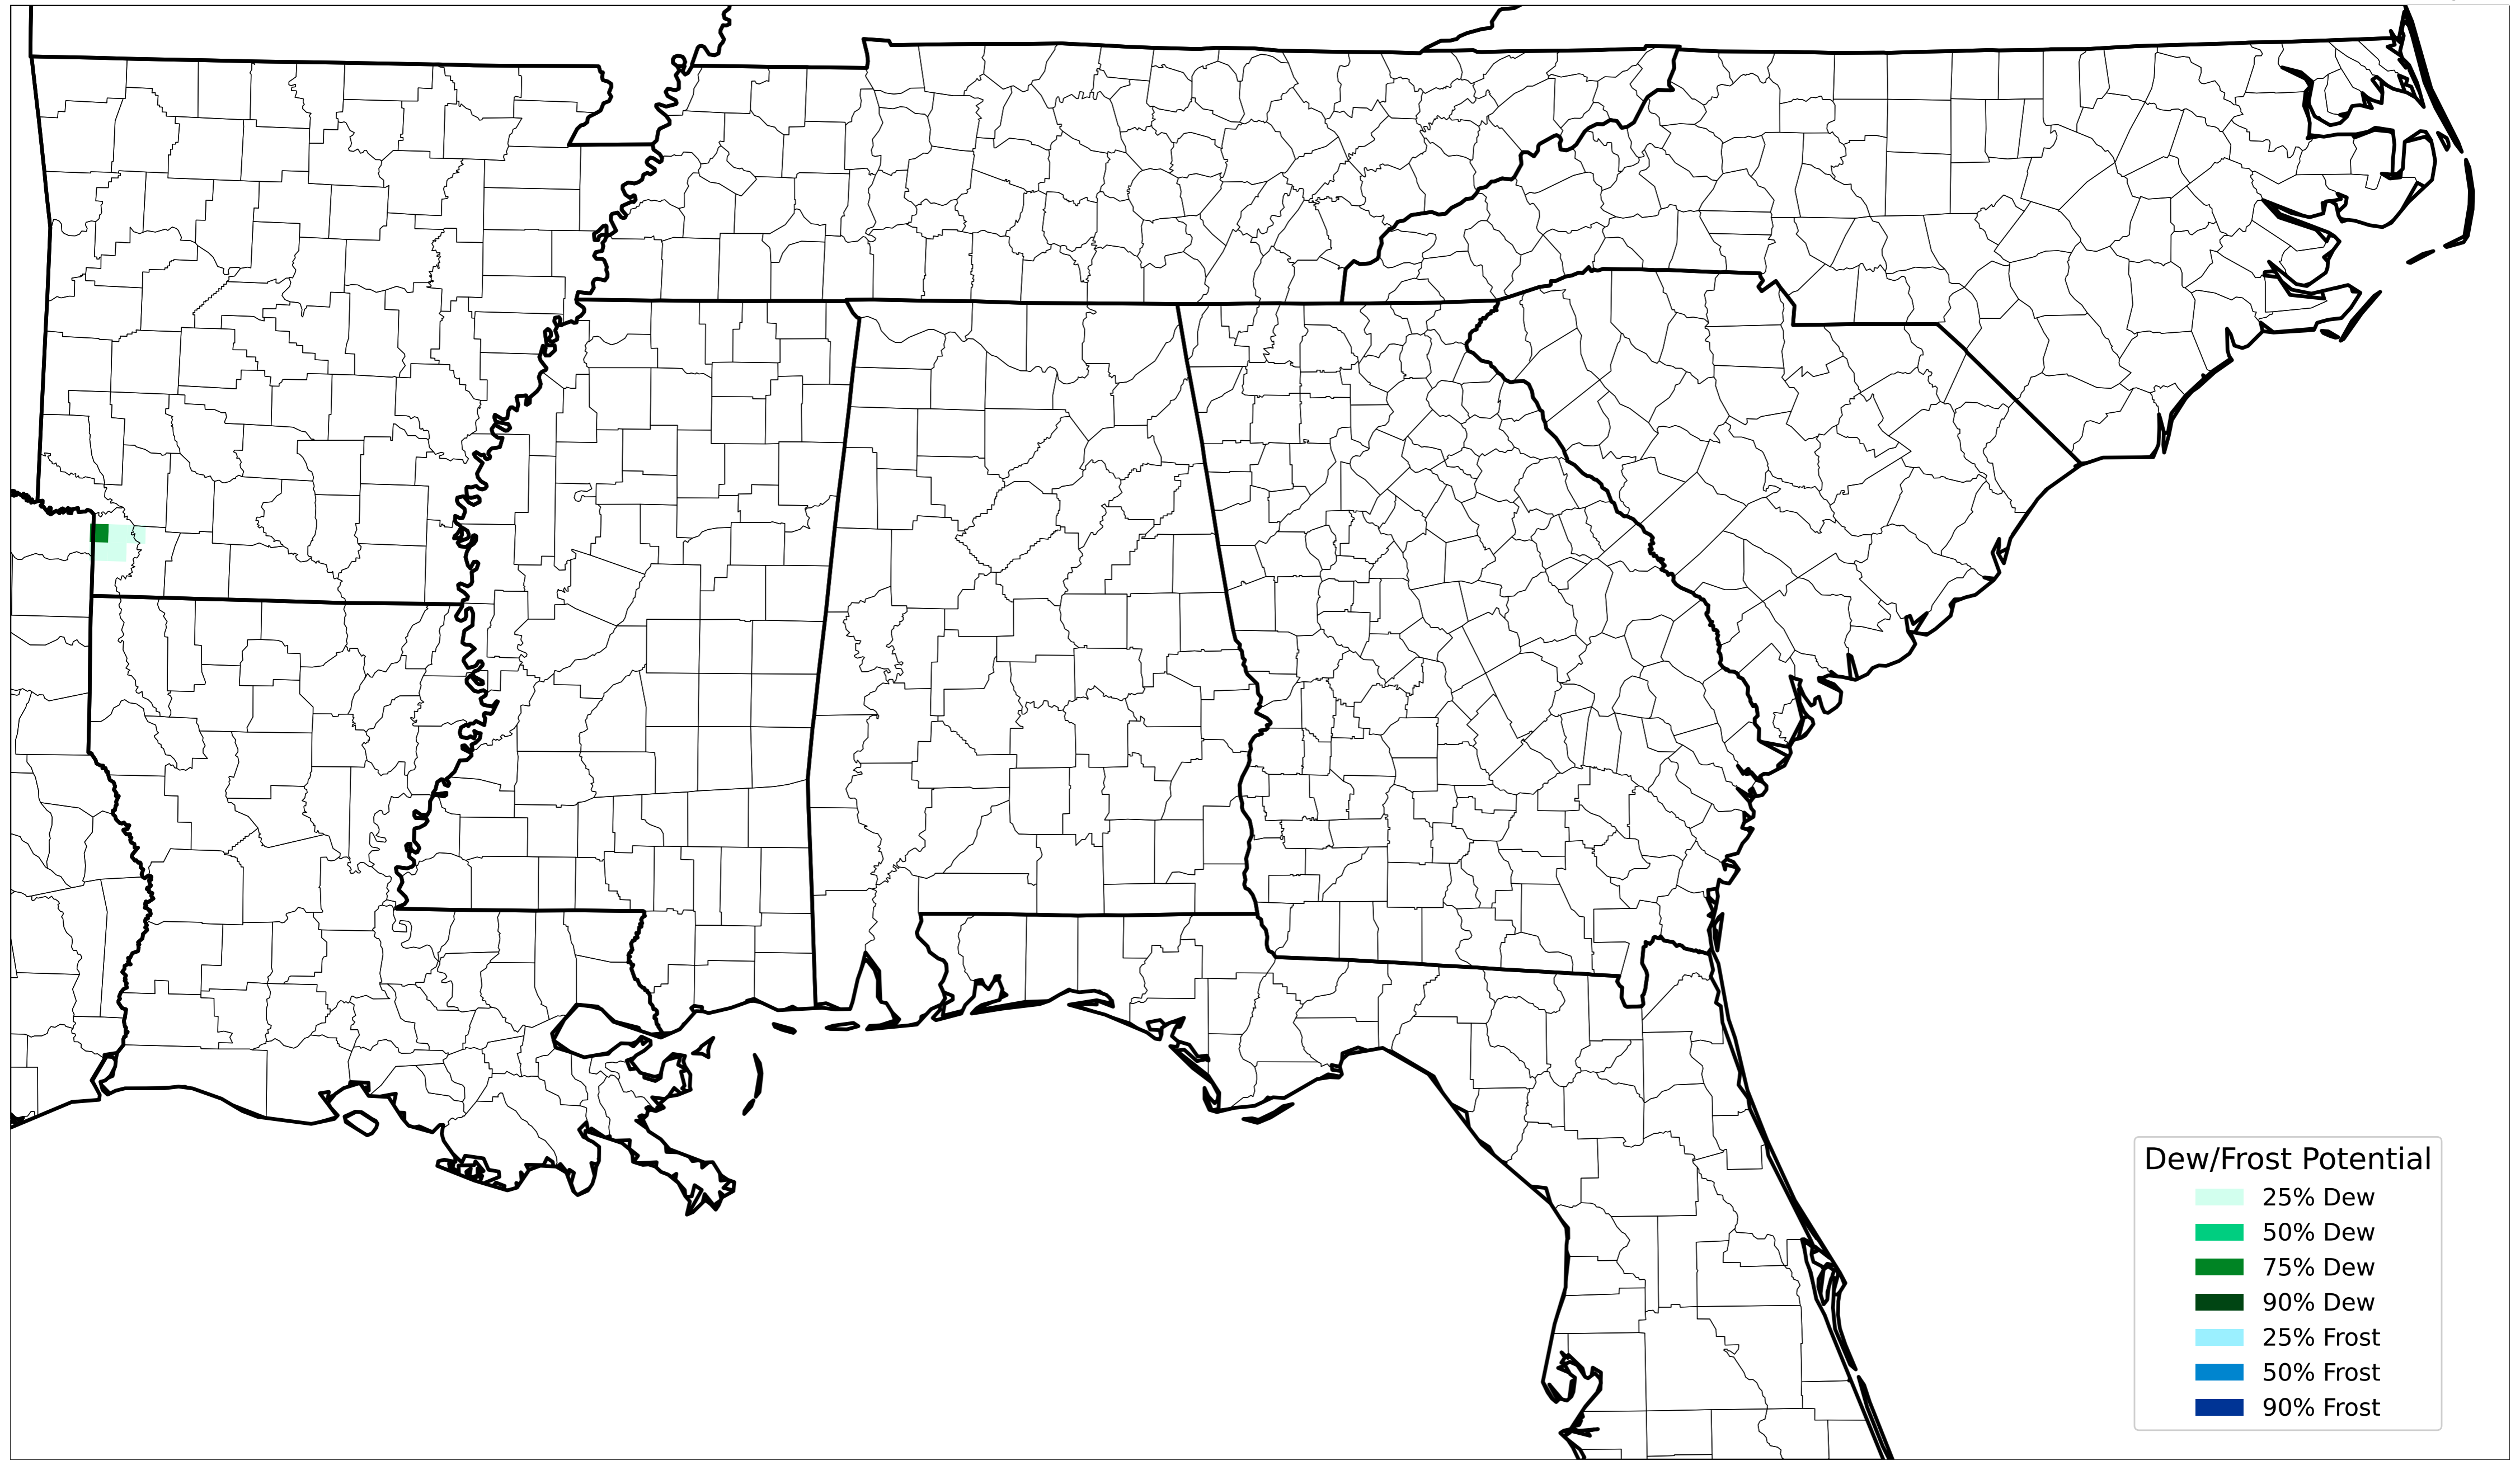 Dew/Frost Potential
25% Dew
50% Dew
75% Dew
90% Dew
25% Frost
50% Frost
90% Frost